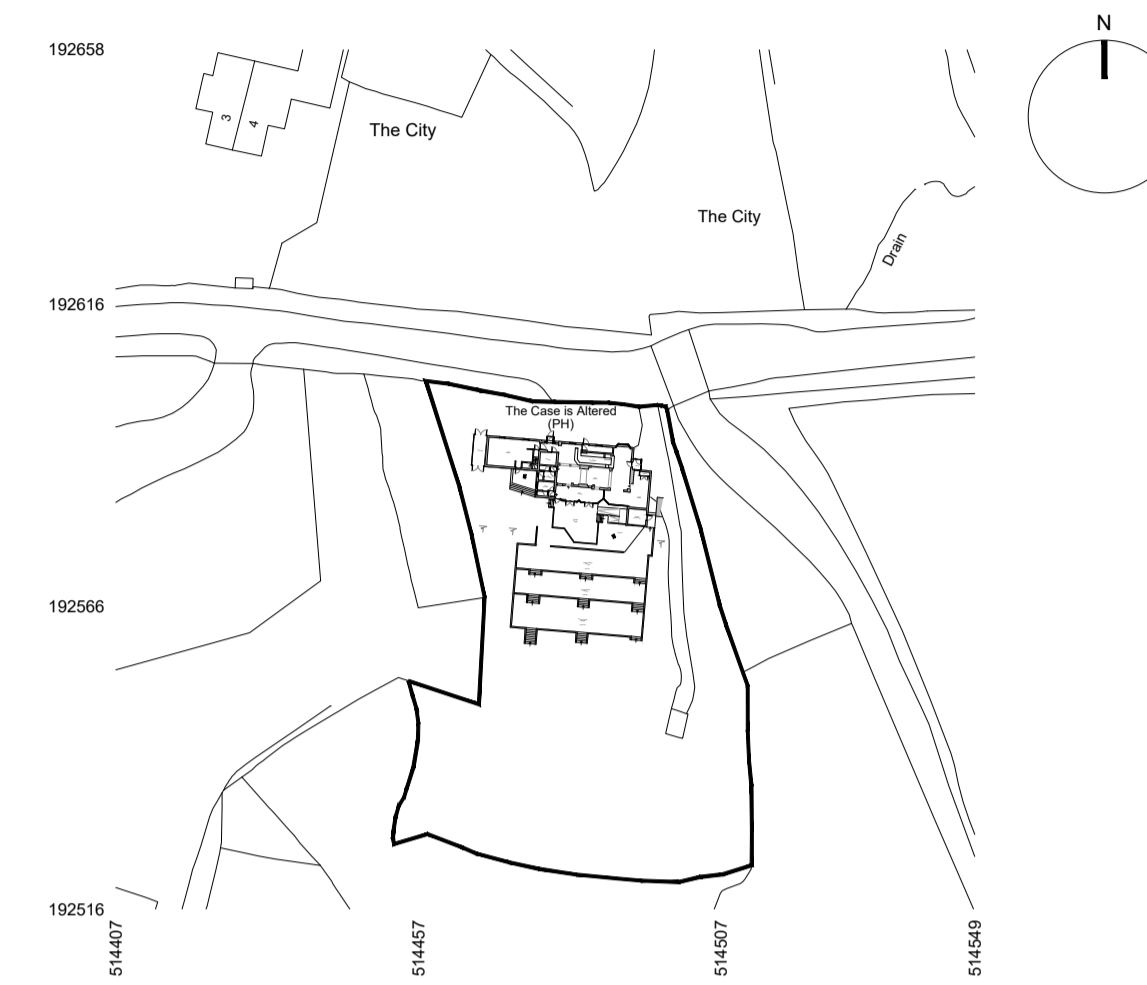 N
192658
3
4
The City
The City
Drain
192616
The Case is Altered
(PH)
192566
192516
514407
514457
514507
514549